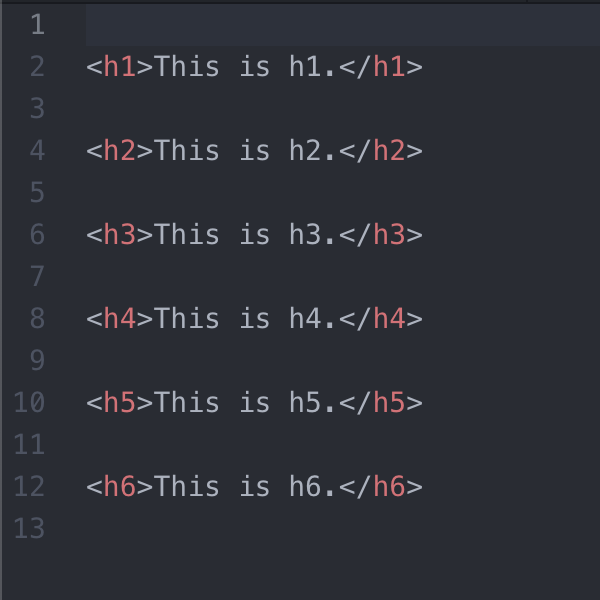 1
2 <h1>This is h1.</h1>
3
4 <h2>This is h2.</h2>
5
6 <h3>This is h3.</h3>
7
8 <h4>This is h4.</h4>
9
10 <h5>This is h5.</h5>
11
12 <h6>This is h6.</h6>
13